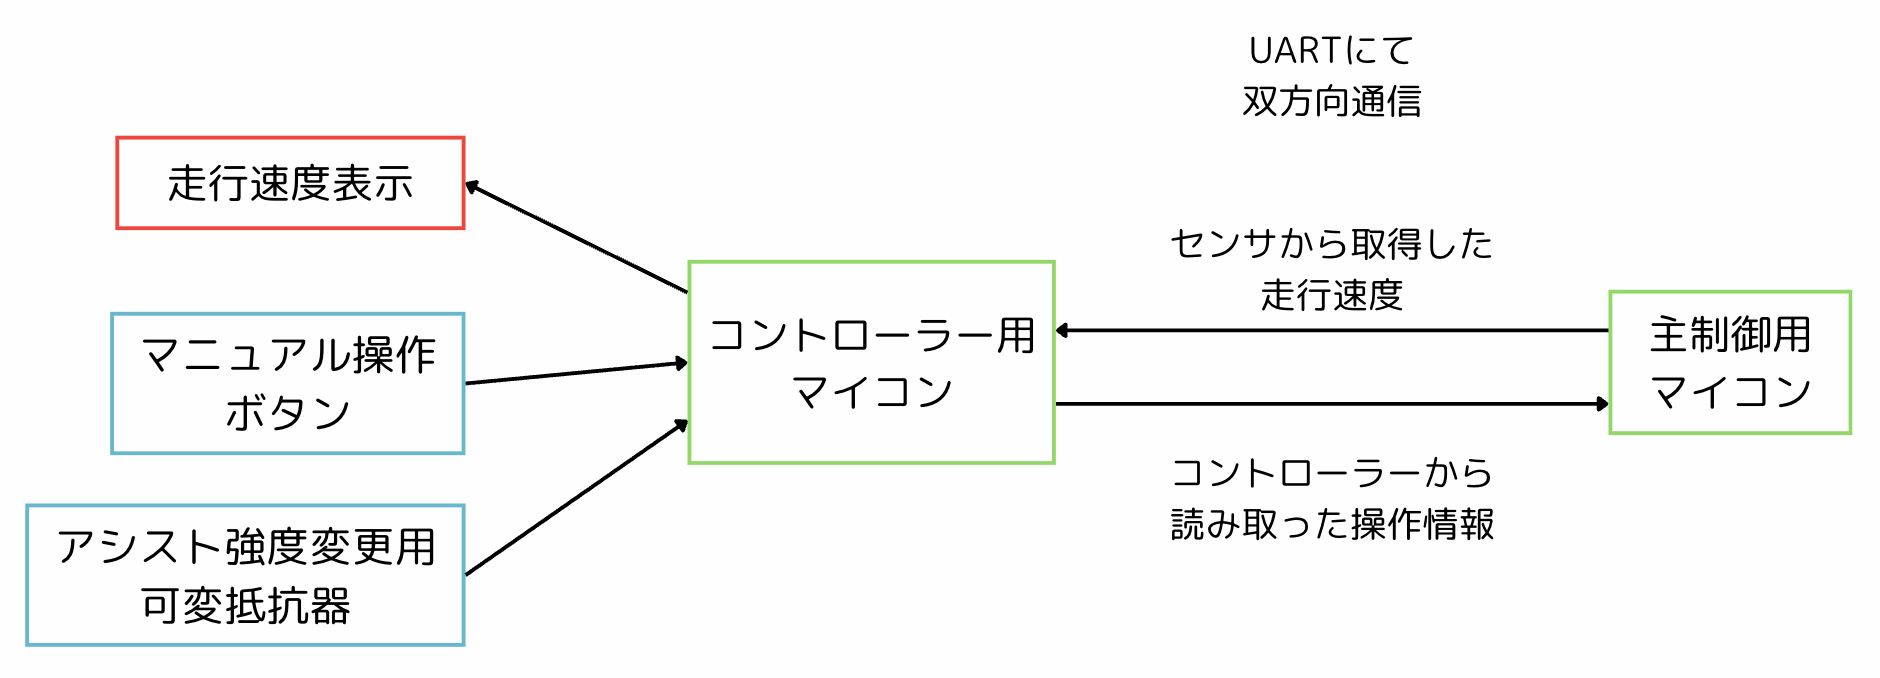 UARTにて
双方向通信
走行速度表示
センサから取得した
走行速度
マニュアル操作
ボタン
コントローラー用
マイコン
主制御用
マイコン
コントローラーから
読み取った操作情報
アシスト強度変更用
可変抵抗器